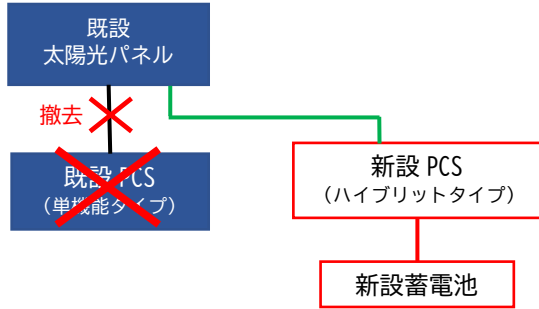 既設
太陽光パネル
撤去
既設 PCS
（単機能タイプ）
新設 PCS
（ハイブリットタイプ）
新設蓄電池